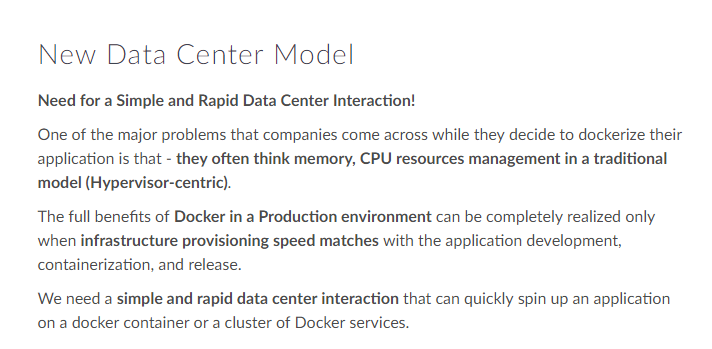 New Data Center Model
Need for a Simple and Rapid Data Center Interaction!
One of the major problems that companies come across while they decide to dockerize their
application is that - they often think memory, CPU resources management in a traditional
model (Hypervisor-centric).
The full benefits of Docker in a Production environment can be completely realized only
when infrastructure provisioning speed matches with the application development,
containerization, and release.
We need a simple and rapid data center interaction that can quickly spin up an application
on a docker container or a cluster of Docker services.